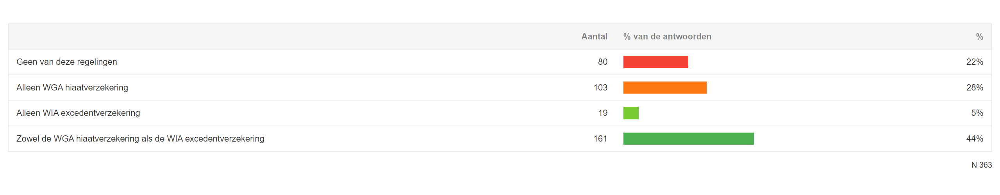 Aantal % van de antwoorden %
Geen van deze regelingen 80 22%
Alleen WGA hiaatverzekering 103 28%
Alleen WIA excedentverzekering 19 5%
Zowel de WGA hiaatverzekering als de WIA excedentverzekering 161 44%
N 363